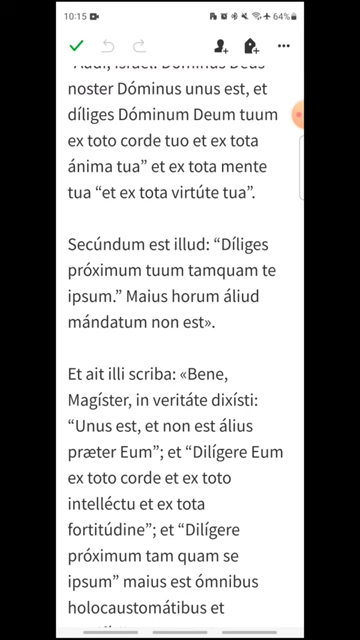 10:15
64%
"Audi, Israel: Dóminus Deus
noster Dóminus unus est, et
díliges Dóminum Deum tuum
ex toto corde tuo et ex tota
ánima tua” et ex tota mente
tua “et ex tota virtúte tua”.
Secúndum est illud: “Díliges
próximum tuum tamquam te
ipsum.” Maius horum áliud
mándatum non est».
Et ait illi scriba: «Bene,
Magíster, in veritáte dixísti:
“Unus est, et non est álius
præter Eum”; et “Dilígere Eum
ex toto corde et ex toto
intelléctu et ex tota
fortitúdine”; et “Dilígere
próximum tam quam se
ipsum” maius est ómnibus
holocaustomátibus et